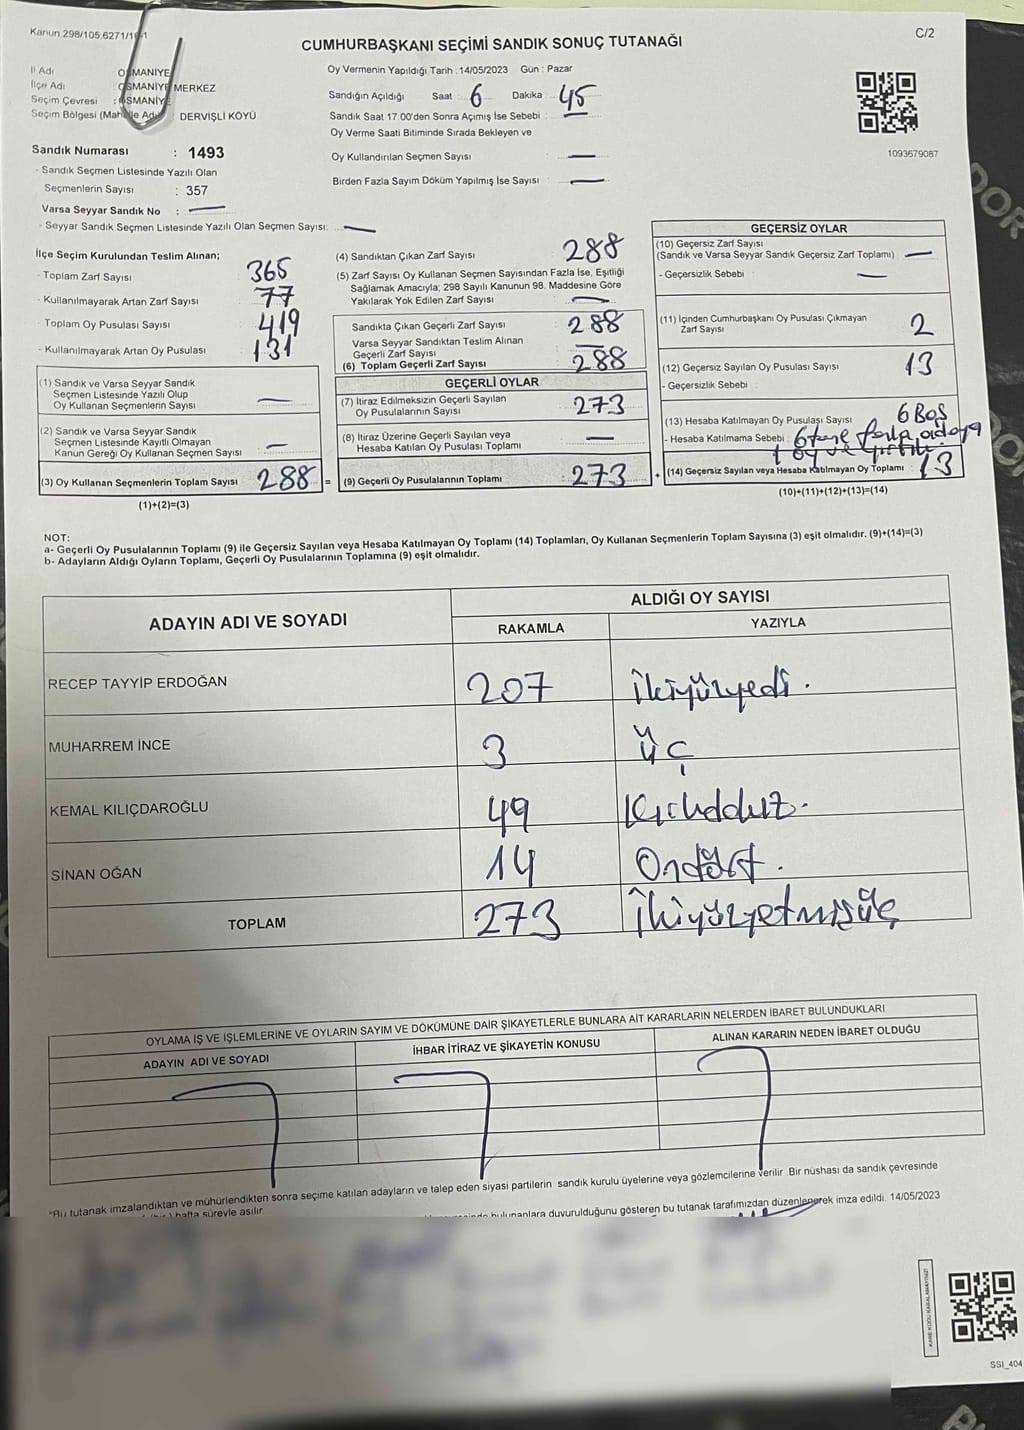 Kanun.298/105,6271/1
C/2
CUMHURBAŞKANI SEÇİMİ SANDIK SONUÇ TUTANAĞI
İl Adı OSMANİYE
İlçe Adı OSMANİYE MERKEZ
Seçim Çevresi : OSMANİYE
Seçim Bölgesi DERVİŞLİ KÖYÜ
Oy Vermenin Yapıldığı Tarih :14/05/2023 Gün : Pazar
Sandığın Açıldığı Saat 6 Dakika 45
Sandık Saat 17 00'den Sonra Açımış İse Sebebi :
Oy Verme Saati Bitiminde Sırada Bekleyen ve
Oy Kullandırılan Seçmen Sayısı : —
Birden Fazla Sayım Döküm Yapılmış İse Sayısı : —
1093679087
Sandık Numarası : 1493
- Sandık Seçmen Listesinde Yazılı Olan
Seçmenlerin Sayısı : 357
Varsa Seyyar Sandık No : —
- Seyyar Sandık Seçmen Listesinde Yazılı Olan Seçmen Sayısı: —
İlçe Seçim Kurulundan Teslim Alınan;
- Toplam Zarf Sayısı 365
- Kullanılmayarak Artan Zarf Sayısı 77
- Toplam Oy Pusulası Sayısı 419
- Kullanılmayarak Artan Oy Pusulası 131
(1) Sandık ve Varsa Seyyar Sandık
Seçmen Listesinde Yazılı Olup
Oy Kullanan Seçmenlerin Sayısı —
(2) Sandık ve Varsa Seyyar Sandık
Seçmen Listesinde Kayıtlı Olmayan
Kanun Gereği Oy Kullanan Seçmen Sayısı —
(3) Oy Kullanan Seçmenlerin Toplam Sayısı 288 =
(1)+(2)=(3)
(4) Sandıktan Çıkan Zarf Sayısı 288
(5) Zarf Sayısı Oy Kullanan Seçmen Sayısından Fazla İse, Eşitliği
Sağlamak Amacıyla; 298 Sayılı Kanunun 98. Maddesine Göre
Yakılarak Yok Edilen Zarf Sayısı —
Sandıkta Çıkan Geçerli Zarf Sayısı : 288
Varsa Seyyar Sandıktan Teslim Alınan
Geçerli Zarf Sayısı —
(6) Toplam Geçerli Zarf Sayısı : 288
GEÇERLİ OYLAR
(7) İtiraz Edilmeksizin Geçerli Sayılan
Oy Pusulalarının Sayısı : 273
(8) İtiraz Üzerine Geçerli Sayılan veya
Hesaba Katılan Oy Pusulası Toplamı : —
(9) Geçerli Oy Pusulalarının Toplamı : 273 +
GEÇERSİZ OYLAR
(10) Geçersiz Zarf Sayısı
(Sandık ve Varsa Seyyar Sandık Geçersiz Zarf Toplamı) : —
- Geçersizlik Sebebi : —
(11) İçinden Cumhurbaşkanı Oy Pusulası Çıkmayan
Zarf Sayısı 2
(12) Geçersiz Sayılan Oy Pusulası Sayısı 13
- Geçersizlik Sebebi :
(13) Hesaba Katılmayan Oy Pusulası Sayısı 6 Boş
- Hesaba Katılmama Sebebi : 6 tane fazla adaya
1 oy ve
(14) Geçersiz Sayılan veya Hesaba Katılmayan Oy Toplamı : 13
(10)+(11)+(12)+(13)=(14)
NOT:
a- Geçerli Oy Pusulalarının Toplamı (9) ile Geçersiz Sayılan veya Hesaba Katılmayan Oy Toplamı (14) Toplamları, Oy Kullanan Seçmenlerin Toplam Sayısına (3) eşit olmalıdır. (9)+(14)=(3)
b- Adayların Aldığı Oyların Toplamı, Geçerli Oy Pusulalarının Toplamına (9) eşit olmalıdır.
ADAYIN ADI VE SOYADI
ALDIĞI OY SAYISI
RAKAMLA YAZIYLA
RECEP TAYYİP ERDOĞAN 207 İkiyüzyedi.
MUHARREM İNCE 3 üç
KEMAL KILIÇDAROĞLU 49 Kırkdokuz.
SİNAN OĞAN 14 Ondört.
TOPLAM 273 İkiyüzyetmişüç
OYLAMA İŞ VE İŞLEMLERİNE VE OYLARIN SAYIM VE DÖKÜMÜNE DAİR ŞİKAYETLERLE BUNLARA AİT KARARLARIN NELERDEN İBARET BULUNDUKLARI
ADAYIN ADI VE SOYADI İHBAR İTİRAZ VE ŞİKAYETİN KONUSU ALINAN KARARIN NEDEN İBARET OLDUĞU
"Bu tutanak imzalandıktan ve mühürlendikten sonra seçime katılan adayların ve talep eden siyasi partilerin sandık kurulu üyelerine veya gözlemcilerine verilir Bir nüshası da sandık çevresinde
hafta süreyle asılır. bulunanlara duyurulduğunu gösteren bu tutanak tarafımızdan düzenlenerek imza edildi. 14/05/2023
SSI_404